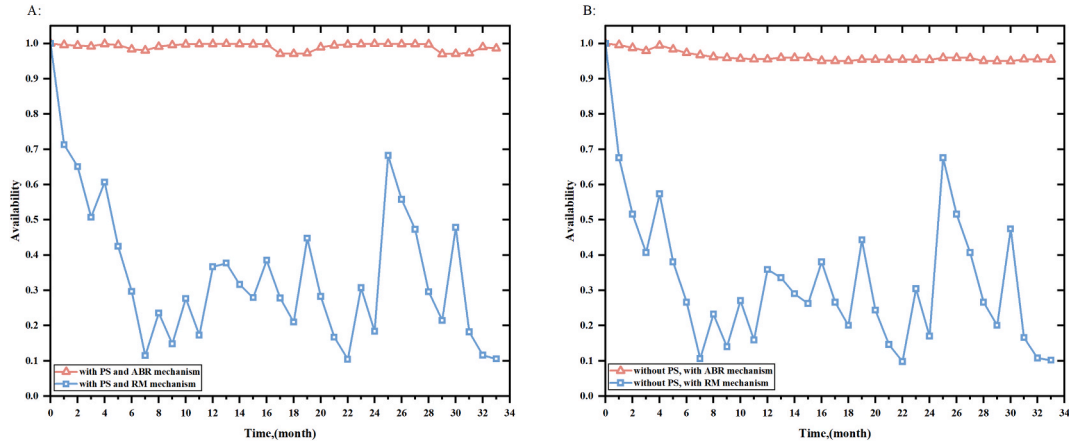 A:
1.0
0.9
0.8
0.7
0.6
0.5
0.4
0.3
0.2
0.1
0.0
Availability
with PS and ABR mechanism
with PS and RM mechanism
0 2 4 6 8 10 12 14 16 18 20 22 24 26 28 30 32 34
Time,(month)
B:
1.0
0.9
0.8
0.7
0.6
0.5
0.4
0.3
0.2
0.1
0.0
Availability
without PS, with ABR mechanism
without PS, with RM mechanism
0 2 4 6 8 10 12 14 16 18 20 22 24 26 28 30 32 34
Time,(month)